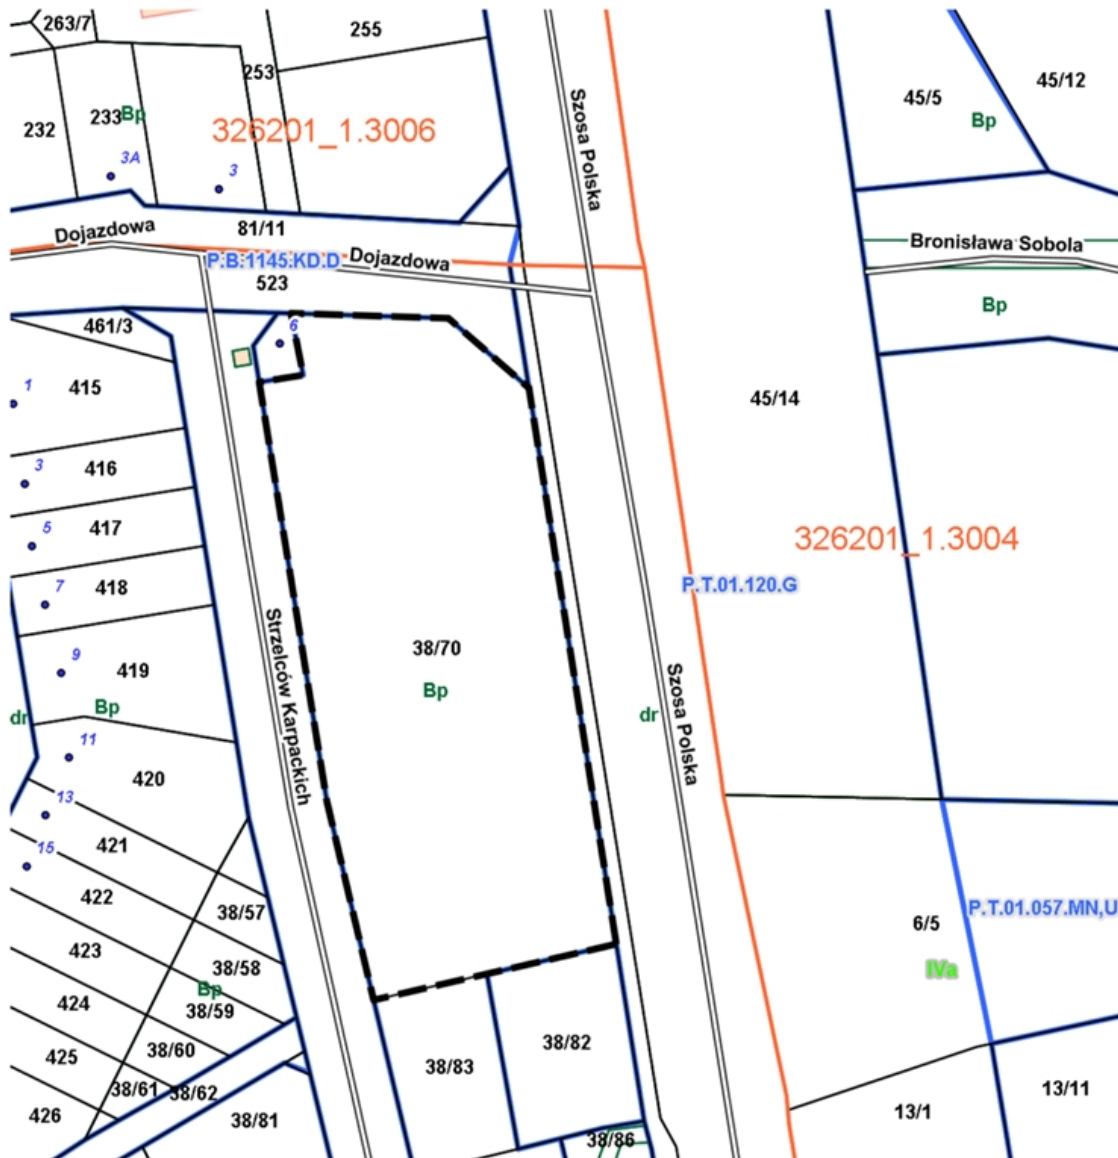 263/7
255
253
45/12
45/5
232
233
Bp
326201_1.3006
Bp
3A
3
Szosa Polska
81/11
Dojazdowa
P.B.1145.KD.D
Dojazdowa
Bronisława Sobola
523
Bp
461/3
6
1
415
45/14
3
416
5
417
326201_1.3004
7
418
P.T.01.120.G
Strzelców Karpackich
38/70
9
419
Bp
Szosa Polska
dr
Bp
dr
11
420
13
421
15
422
38/57
P.T.01.057.MN,U
6/5
423
38/58
IVa
Bp
424
38/59
38/60
38/82
425
38/83
38/61
38/62
13/11
426
38/81
13/1
38/86